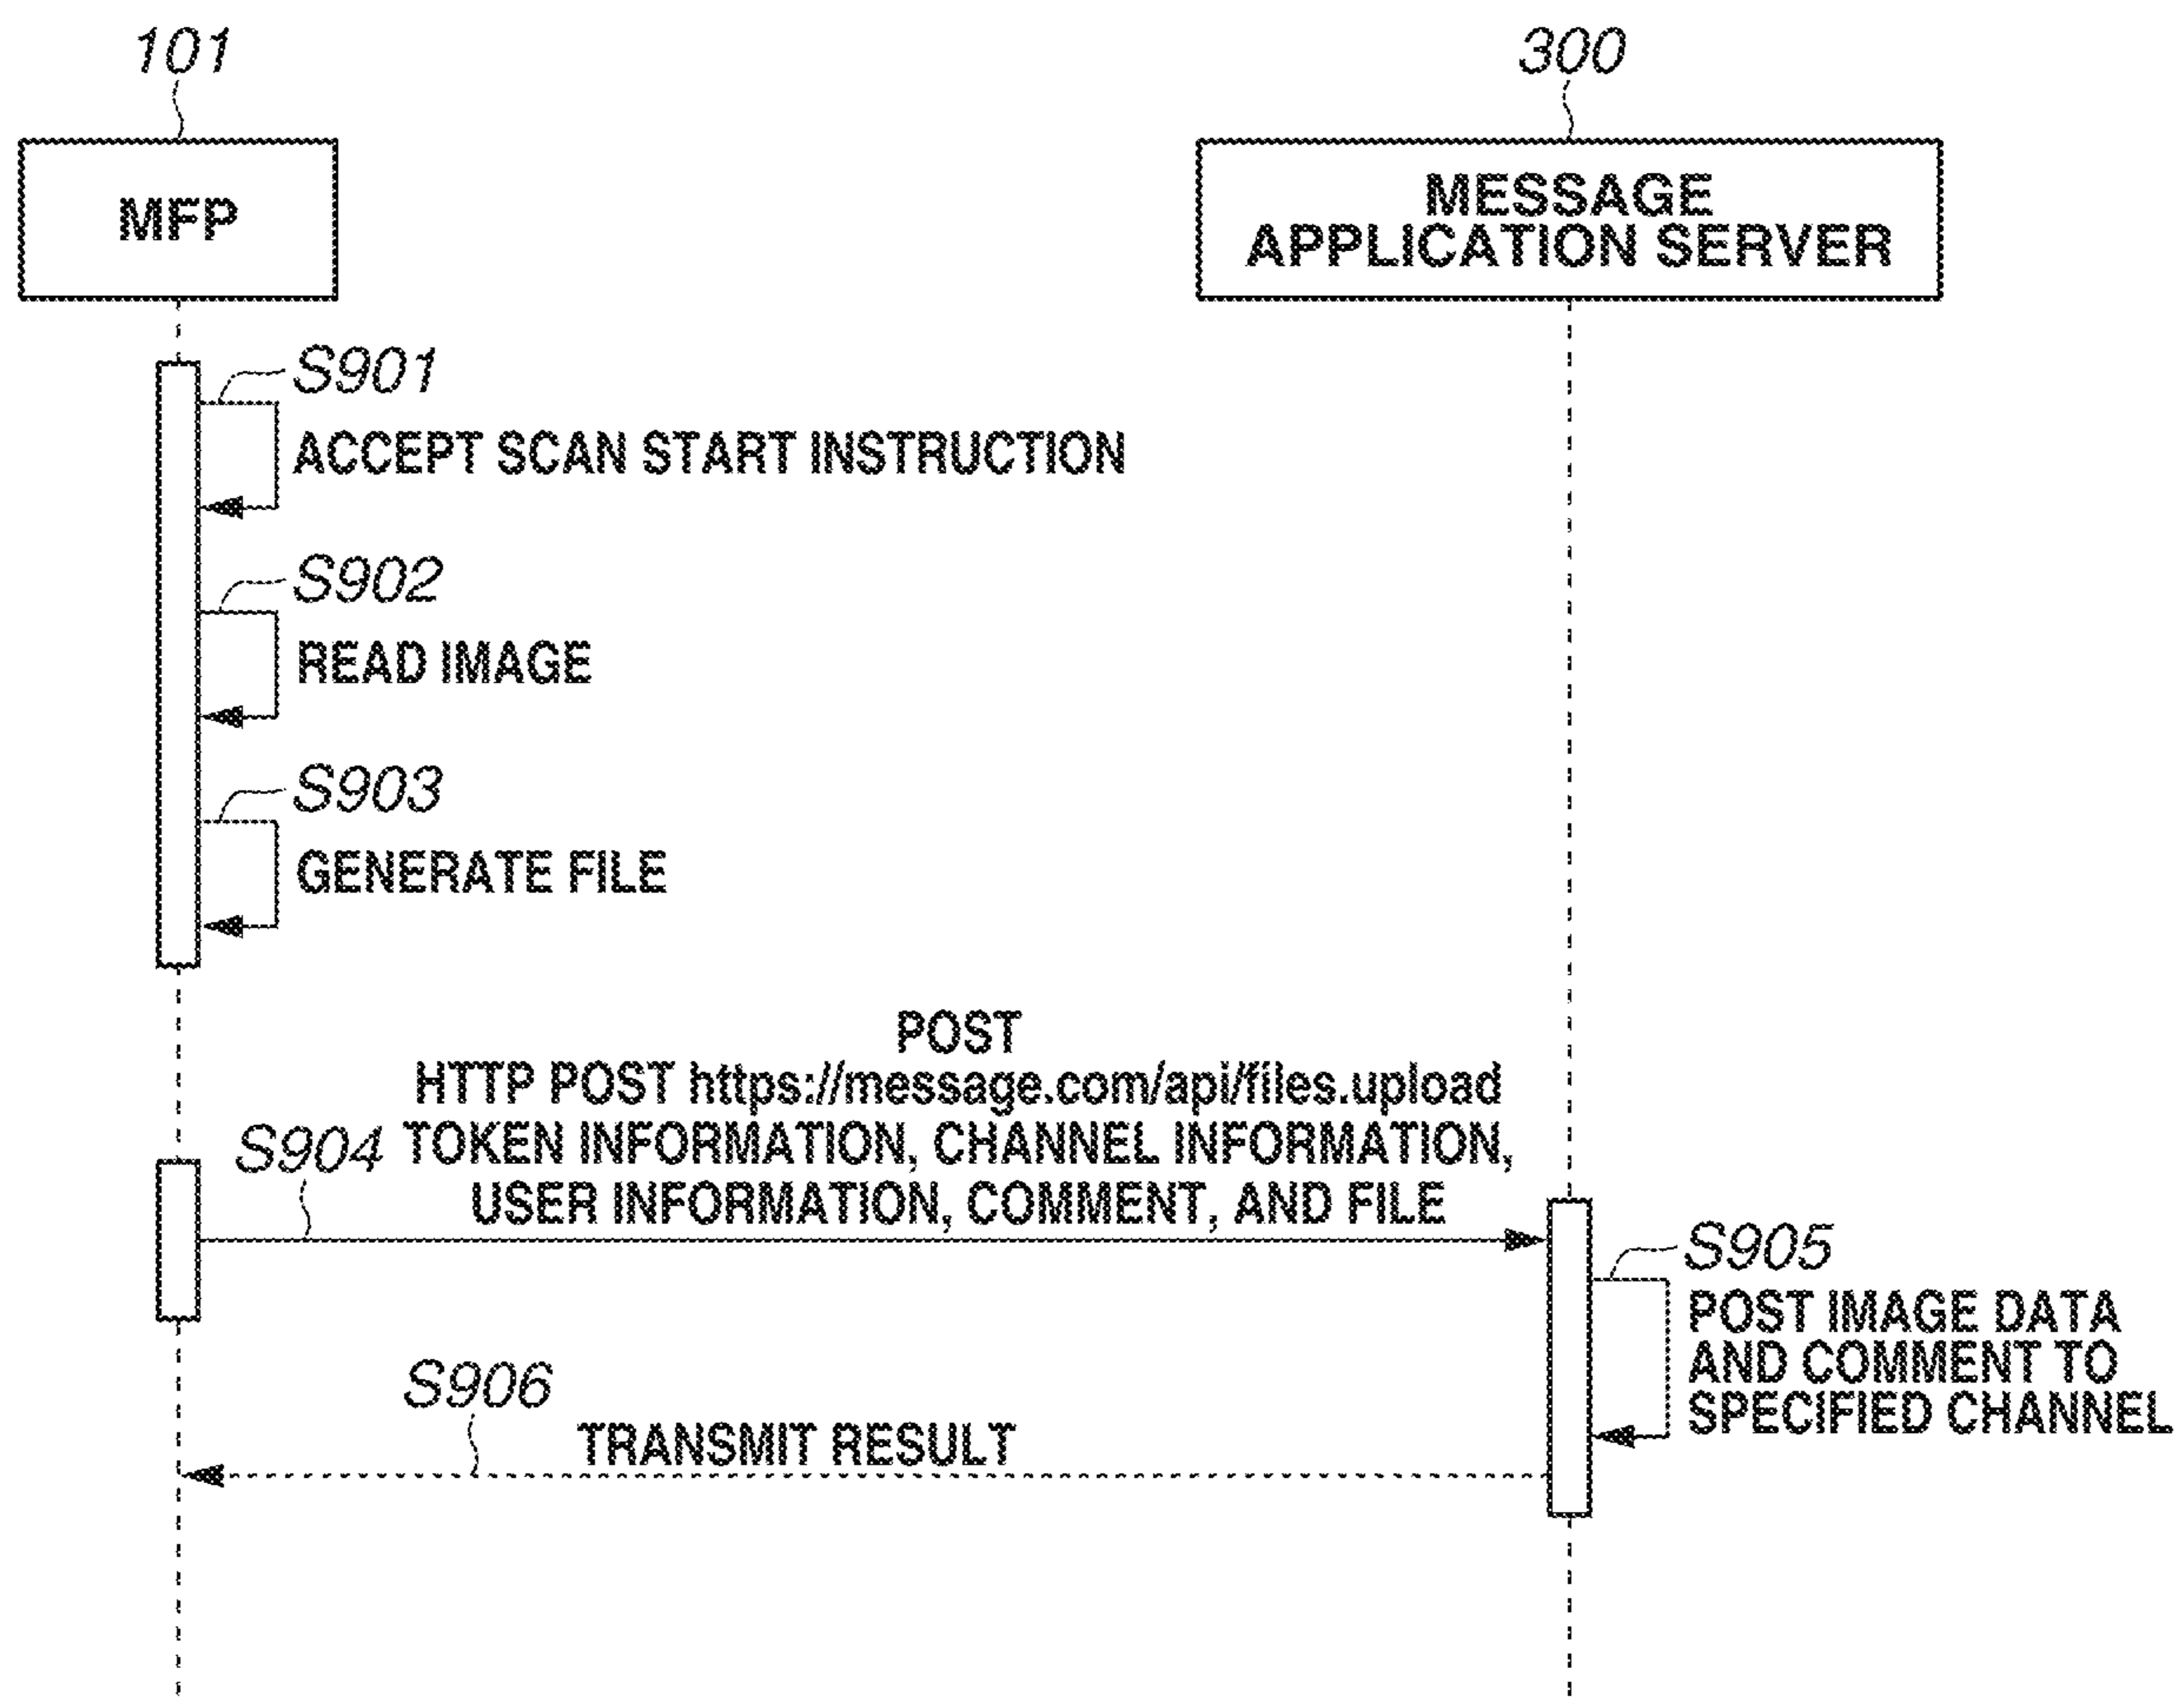 101
300
MFP
MESSAGE
APPLICATION SERVER
S901
ACCEPT SCAN START INSTRUCTION
S902
READ IMAGE
S903
GENERATE FILE
POST
HTTP POST https://message.com/api/files.upload
S904
TOKEN INFORMATION, CHANNEL INFORMATION,
USER INFORMATION, COMMENT, AND FILE
S905
POST IMAGE DATA
AND COMMENT TO
SPECIFIED CHANNEL
S906
TRANSMIT RESULT